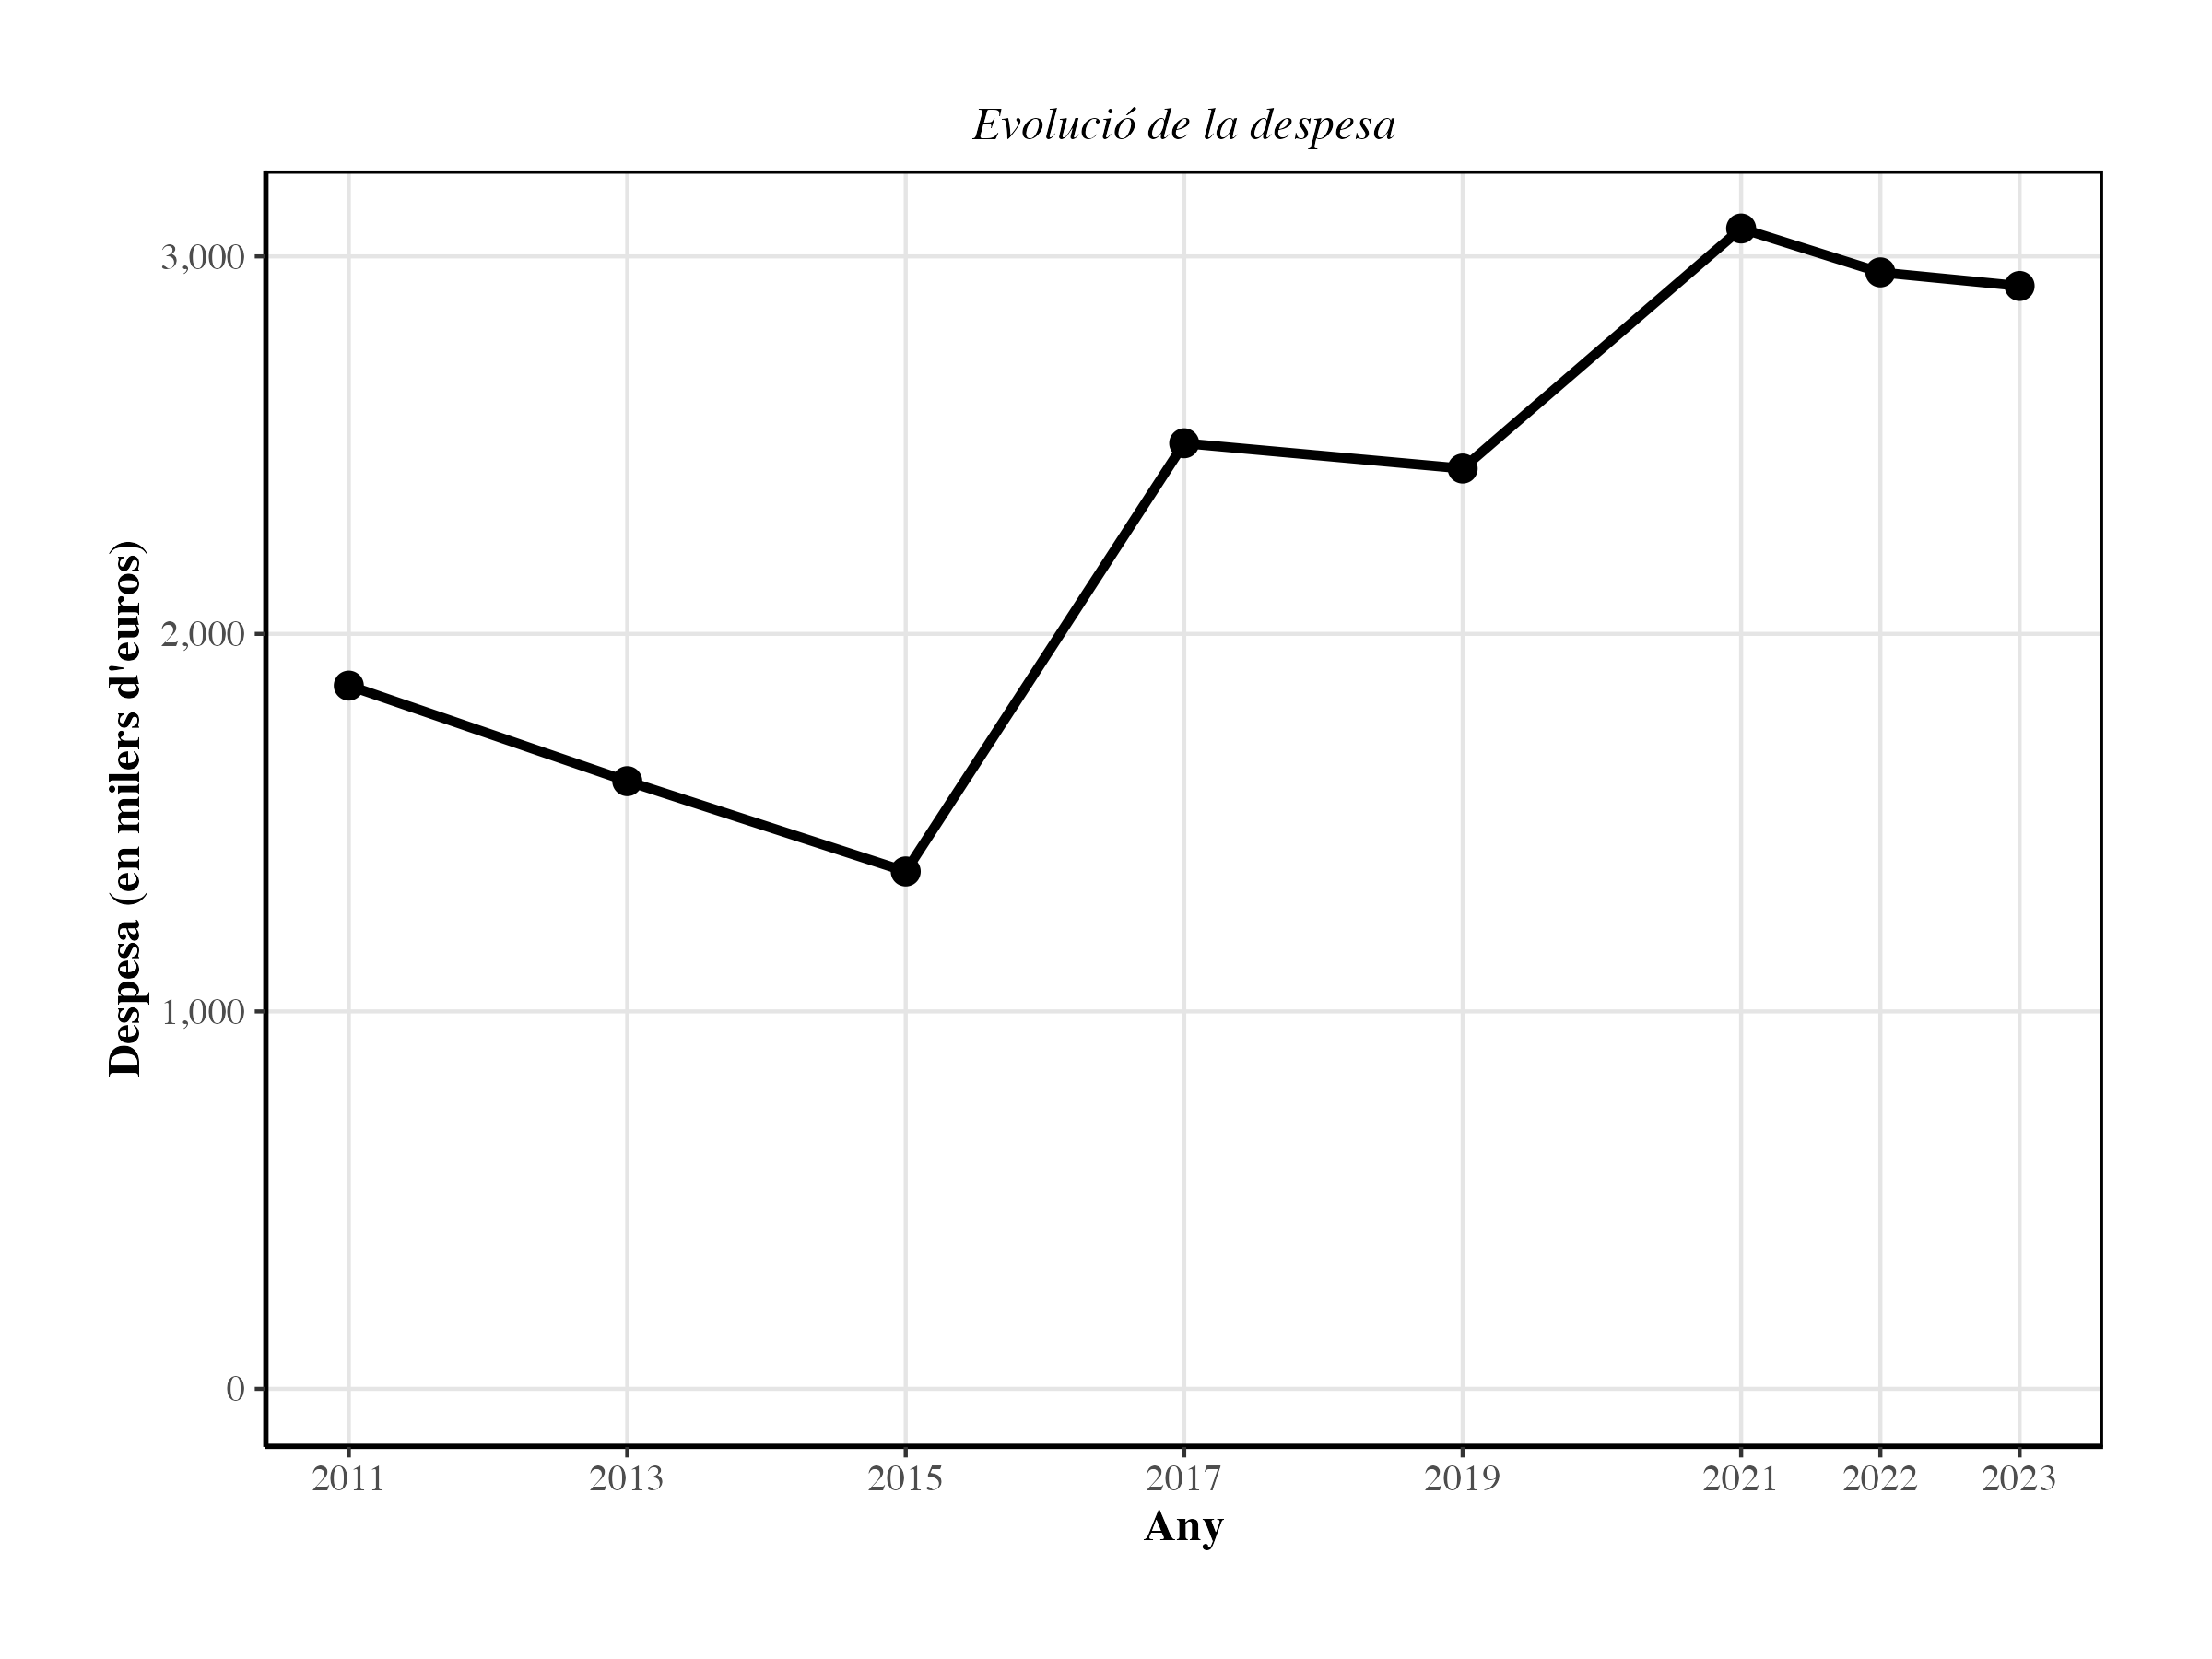 Evolució de la despesa
Despesa (en milers d'euros)
3,000
2,000
1,000
0
2011 2013 2015 2017 2019 2021 2022 2023
Any